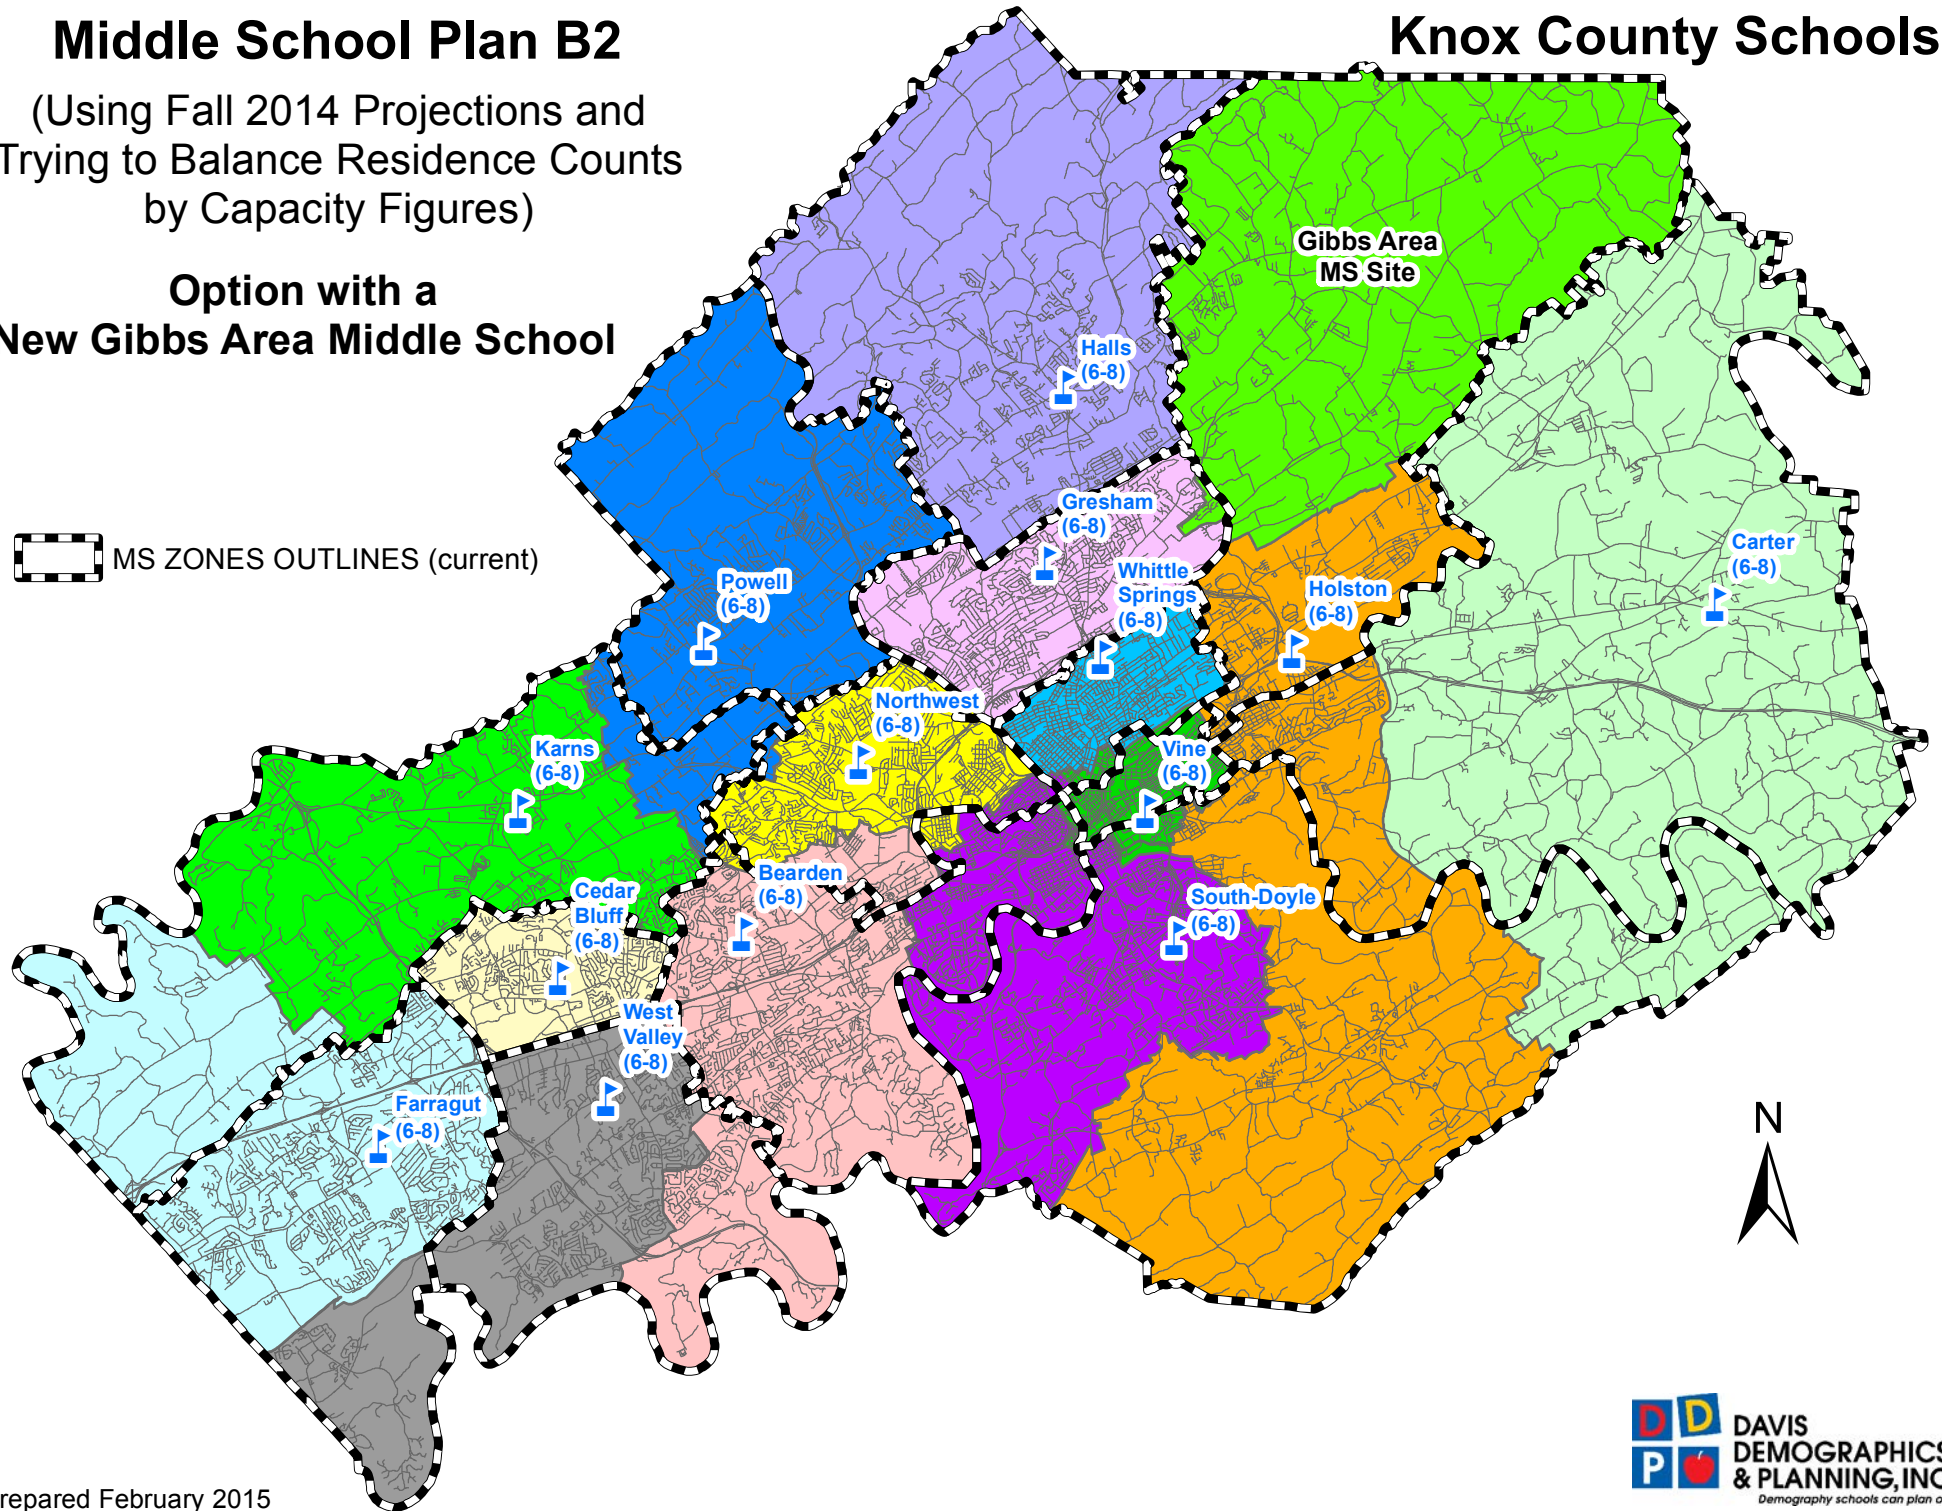 Middle School Plan B2
(Using Fall 2014 Projections and
Trying to Balance Residence Counts
by Capacity Figures)
Option with a
New Gibbs Area Middle School
Knox County Schools
MS ZONES OUTLINES (current)
Gibbs Area
MS Site
Halls
(6-8)
Gresham
(6-8)
Whittle
Springs
(6-8)
Carter
(6-8)
Powell
(6-8)
Holston
(6-8)
Northwest
(6-8)
Karns
(6-8)
Vine
(6-8)
Bearden
(6-8)
Cedar
Bluff
(6-8)
South-Doyle
(6-8)
West
Valley
(6-8)
Farragut
(6-8)
N
repared February 2015
D D
P
DAVIS
DEMOGRAPHICS
& PLANNING, INC
Demography schools can plan o